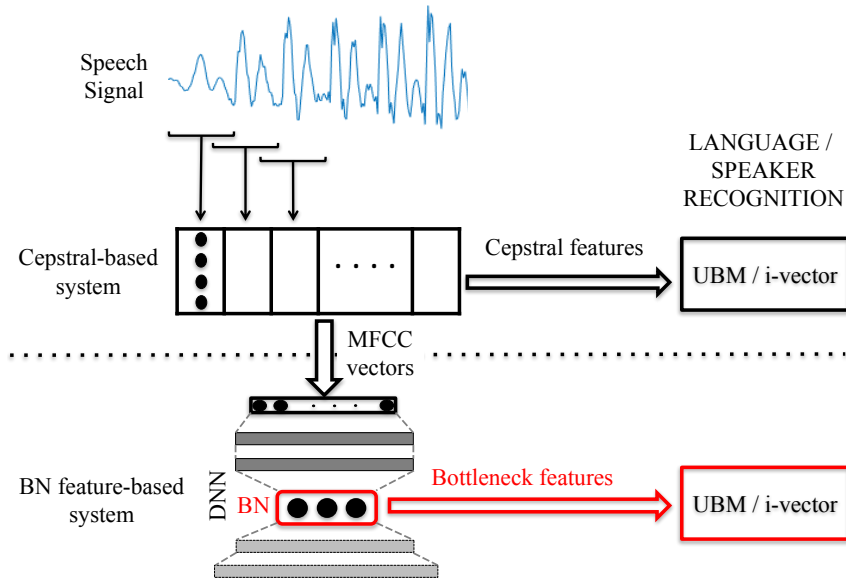 Speech
Signal
LANGUAGE /
SPEAKER
RECOGNITION
Cepstral-based
system
. . . .
Cepstral features
UBM / i-vector
MFCC
vectors
. . .
BN feature-based
system
DNN
BN
Bottleneck features
UBM / i-vector